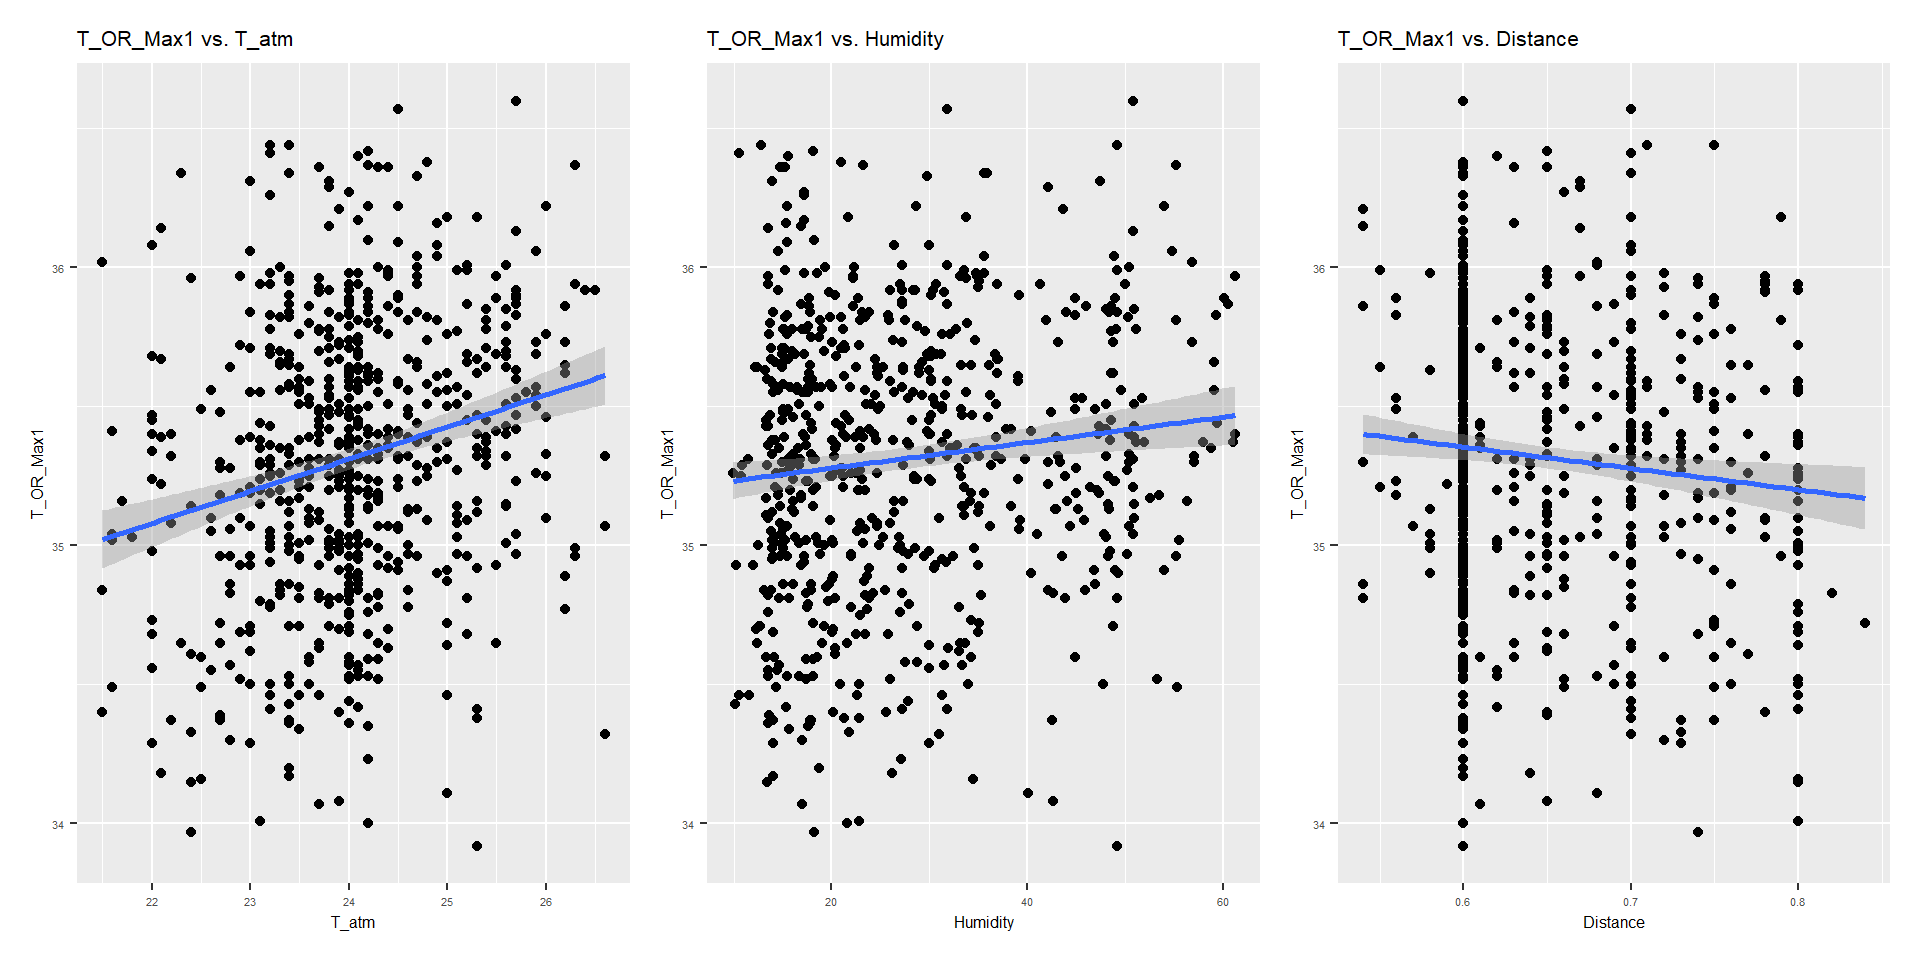 T_OR_Max1 vs. T_atm
T_OR_Max1
36
35
34
22 23 24 25 26
T_atm
T_OR_Max1 vs. Humidity
T_OR_Max1
36
35
34
20 40 60
Humidity
T_OR_Max1 vs. Distance
T_OR_Max1
36
35
34
0.6 0.7 0.8
Distance